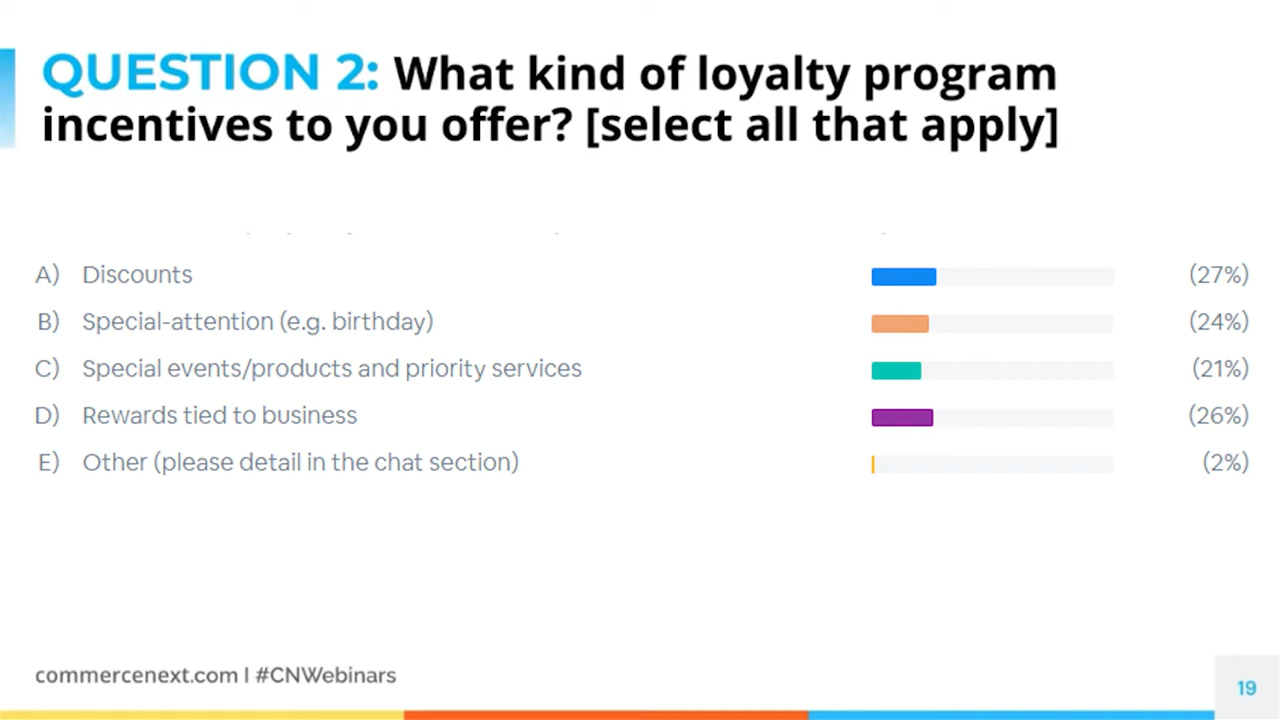 QUESTION 2: What kind of loyalty program
incentives to you offer? [select all that apply]
A) Discounts (27%)
B) Special-attention (e.g. birthday) (24%)
C) Special events/products and priority services (21%)
D) Rewards tied to business (26%)
E) Other (please detail in the chat section) (2%)
commercenext.com | #CNWebinars
19